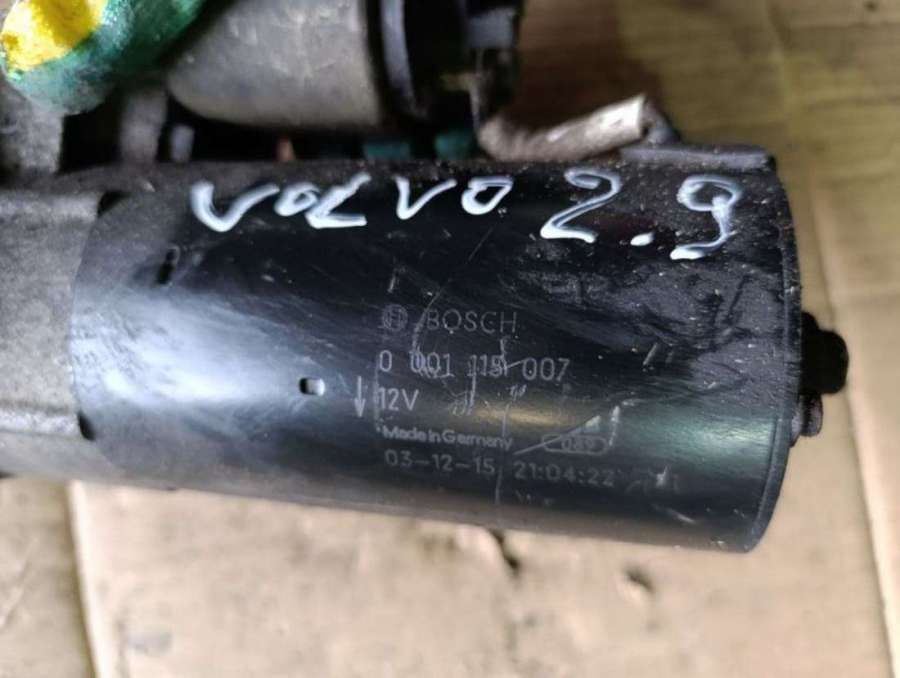 VOLVO 2.9
BOSCH
0 001 115 007
12V
Made in Germany
03-12-15 21:04:22